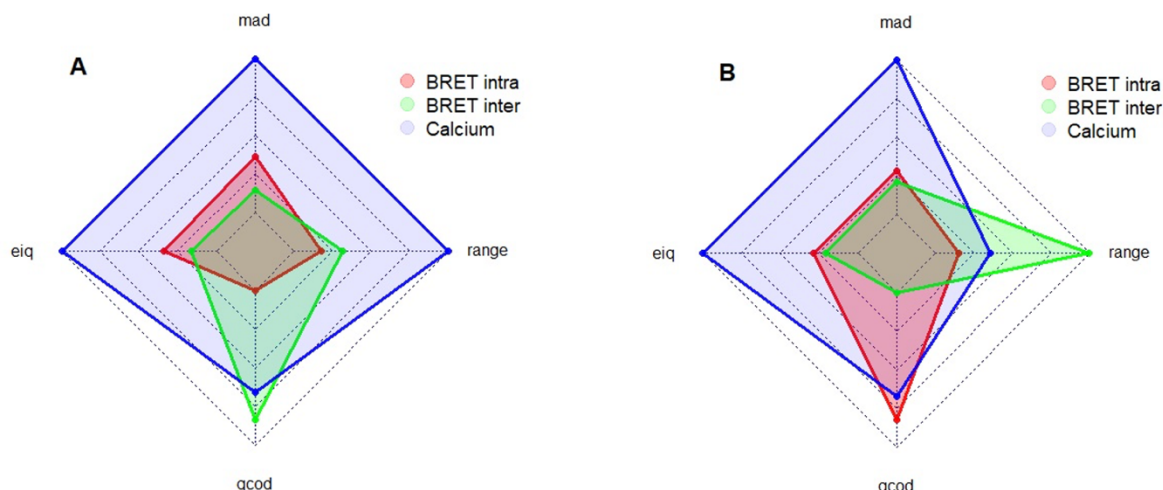 mad
A
BRET intra
BRET inter
Calcium
eiq
range
qcod
mad
B
BRET intra
BRET inter
Calcium
eiq
range
qcod